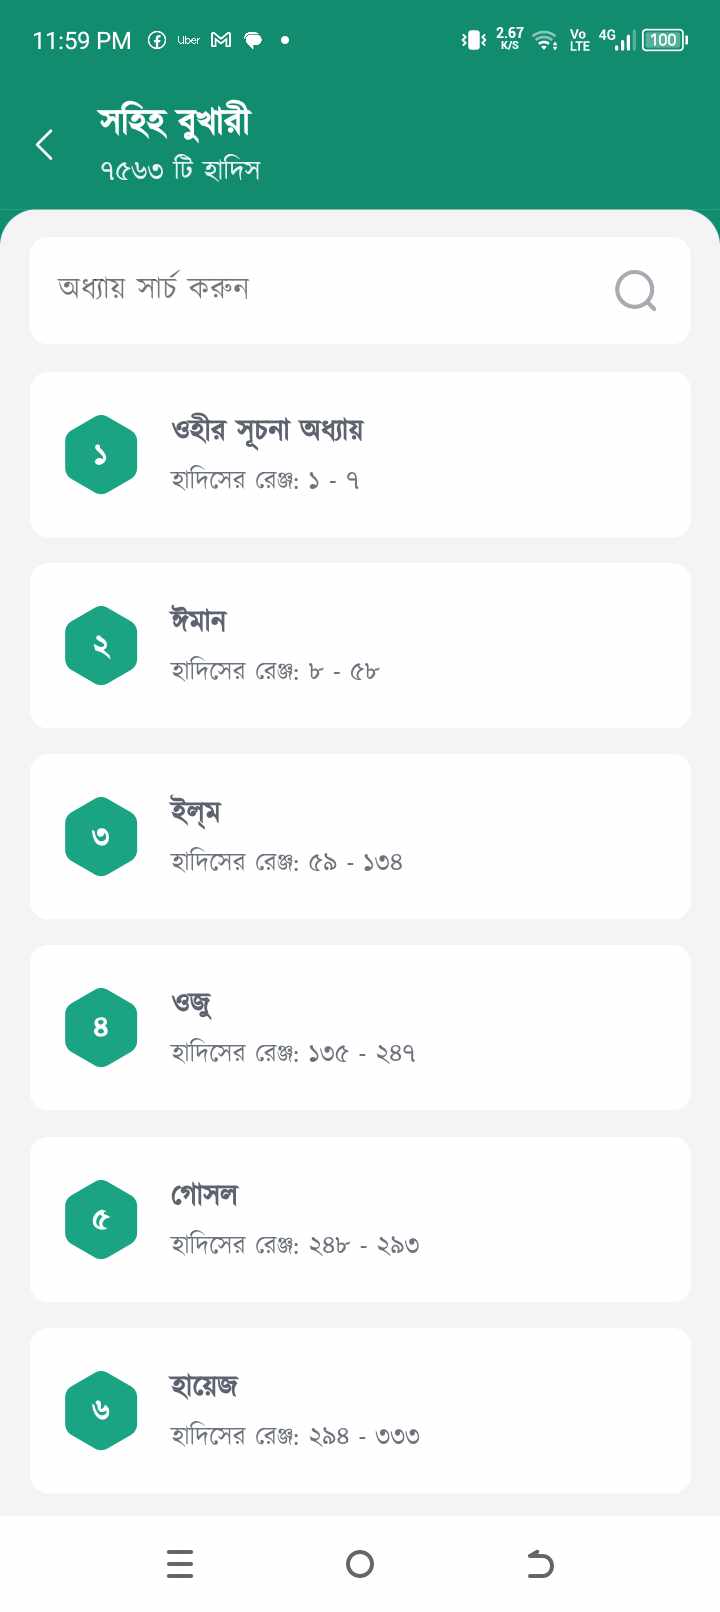 11:59 PM Uber 2.67 K/S Vo LTE 4G 100
সহিহ বুখারী
৭৫৬৩ টি হাদিস
অধ্যায় সার্চ করুন
১
ওহীর সূচনা অধ্যায়
হাদিসের রেঞ্জ: ১ - ৭
২
ঈমান
হাদিসের রেঞ্জ: ৮ - ৫৮
৩
ইল্‌ম
হাদিসের রেঞ্জ: ৫৯ - ১৩৪
৪
ওজু
হাদিসের রেঞ্জ: ১৩৫ - ২৪৭
৫
গোসল
হাদিসের রেঞ্জ: ২৪৮ - ২৯৩
৬
হায়েজ
হাদিসের রেঞ্জ: ২৯৪ - ৩৩৩